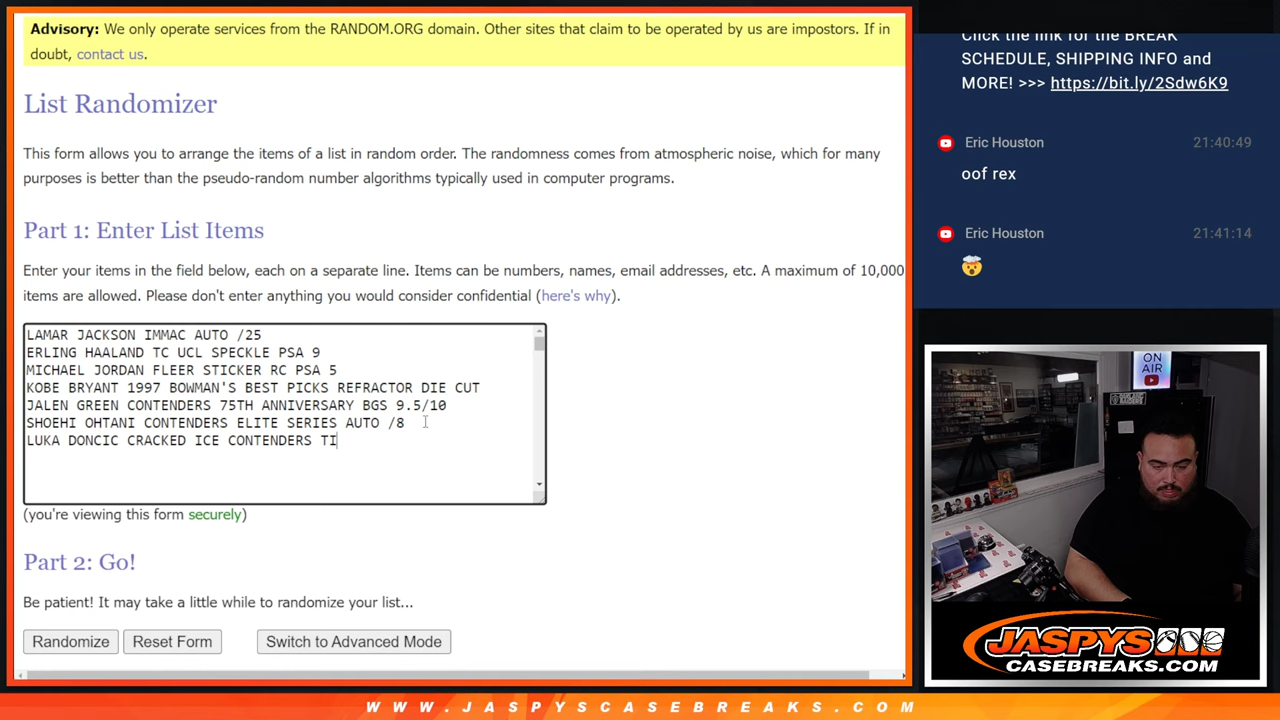 Advisory: We only operate services from the RANDOM.ORG domain. Other sites that claim to be operated by us are impostors. If in
doubt, contact us.
List Randomizer
This form allows you to arrange the items of a list in random order. The randomness comes from atmospheric noise, which for many
purposes is better than the pseudo-random number algorithms typically used in computer programs.
Part 1: Enter List Items
Enter your items in the field below, each on a separate line. Items can be numbers, names, email addresses, etc. A maximum of 10,000
items are allowed. Please don't enter anything you would consider confidential (here's why).
LAMAR JACKSON IMMAC AUTO /25
ERLING HAALAND TC UCL SPECKLE PSA 9
MICHAEL JORDAN FLEER STICKER RC PSA 5
KOBE BRYANT 1997 BOWMAN'S BEST PICKS REFRACTOR DIE CUT
JALEN GREEN CONTENDERS 75TH ANNIVERSARY BGS 9.5/10
SHOEHI OHTANI CONTENDERS ELITE SERIES AUTO /8
LUKA DONCIC CRACKED ICE CONTENDERS TI
(you're viewing this form securely)
Part 2: Go!
Be patient! It may take a little while to randomize your list...
Randomize Reset Form Switch to Advanced Mode
Click the link for the BREAK
SCHEDULE, SHIPPING INFO and
MORE! >>> https://bit.ly/2Sdw6K9
Eric Houston 21:40:49
oof rex
Eric Houston 21:41:14
ON
AIR
JASPYS
CASEBREAKS.COM
WWW.JASPYSCASEBREAKS.COM